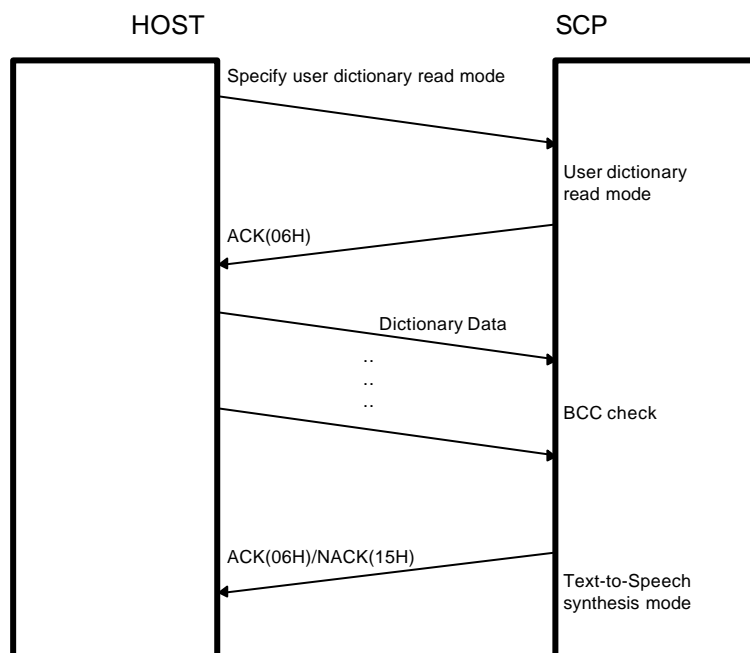 HOST
SCP
Specify user dictionary read mode
User dictionary
read mode
ACK(06H)
Dictionary Data
..
..
..
BCC check
ACK(06H)/NACK(15H)
Text-to-Speech
synthesis mode